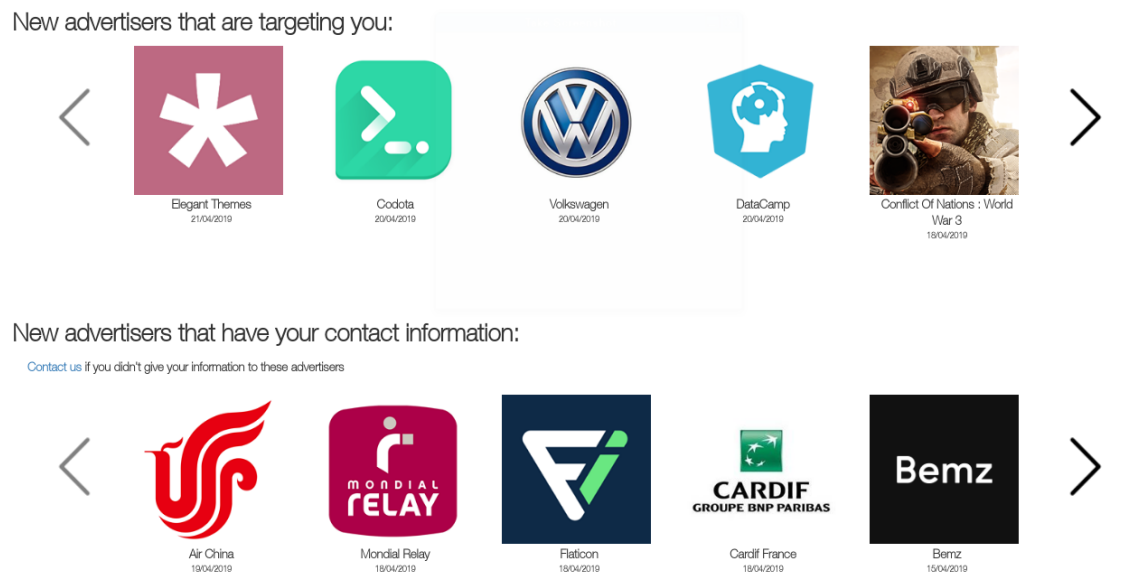 New advertisers that are targeting you:
Elegant Themes
21/04/2019
Codota
20/04/2019
Volkswagen
20/04/2019
DataCamp
20/04/2019
Conflict Of Nations : World
War 3
18/04/2019
New advertisers that have your contact information:
Contact us if you didn't give your information to these advertisers
MONDIAL
RELAY
CARDIF
GROUPE BNP PARIBAS
Bemz
Air China
19/04/2019
Mondial Relay
18/04/2019
Flaticon
18/04/2019
Cardif France
18/04/2019
Bemz
15/04/2019